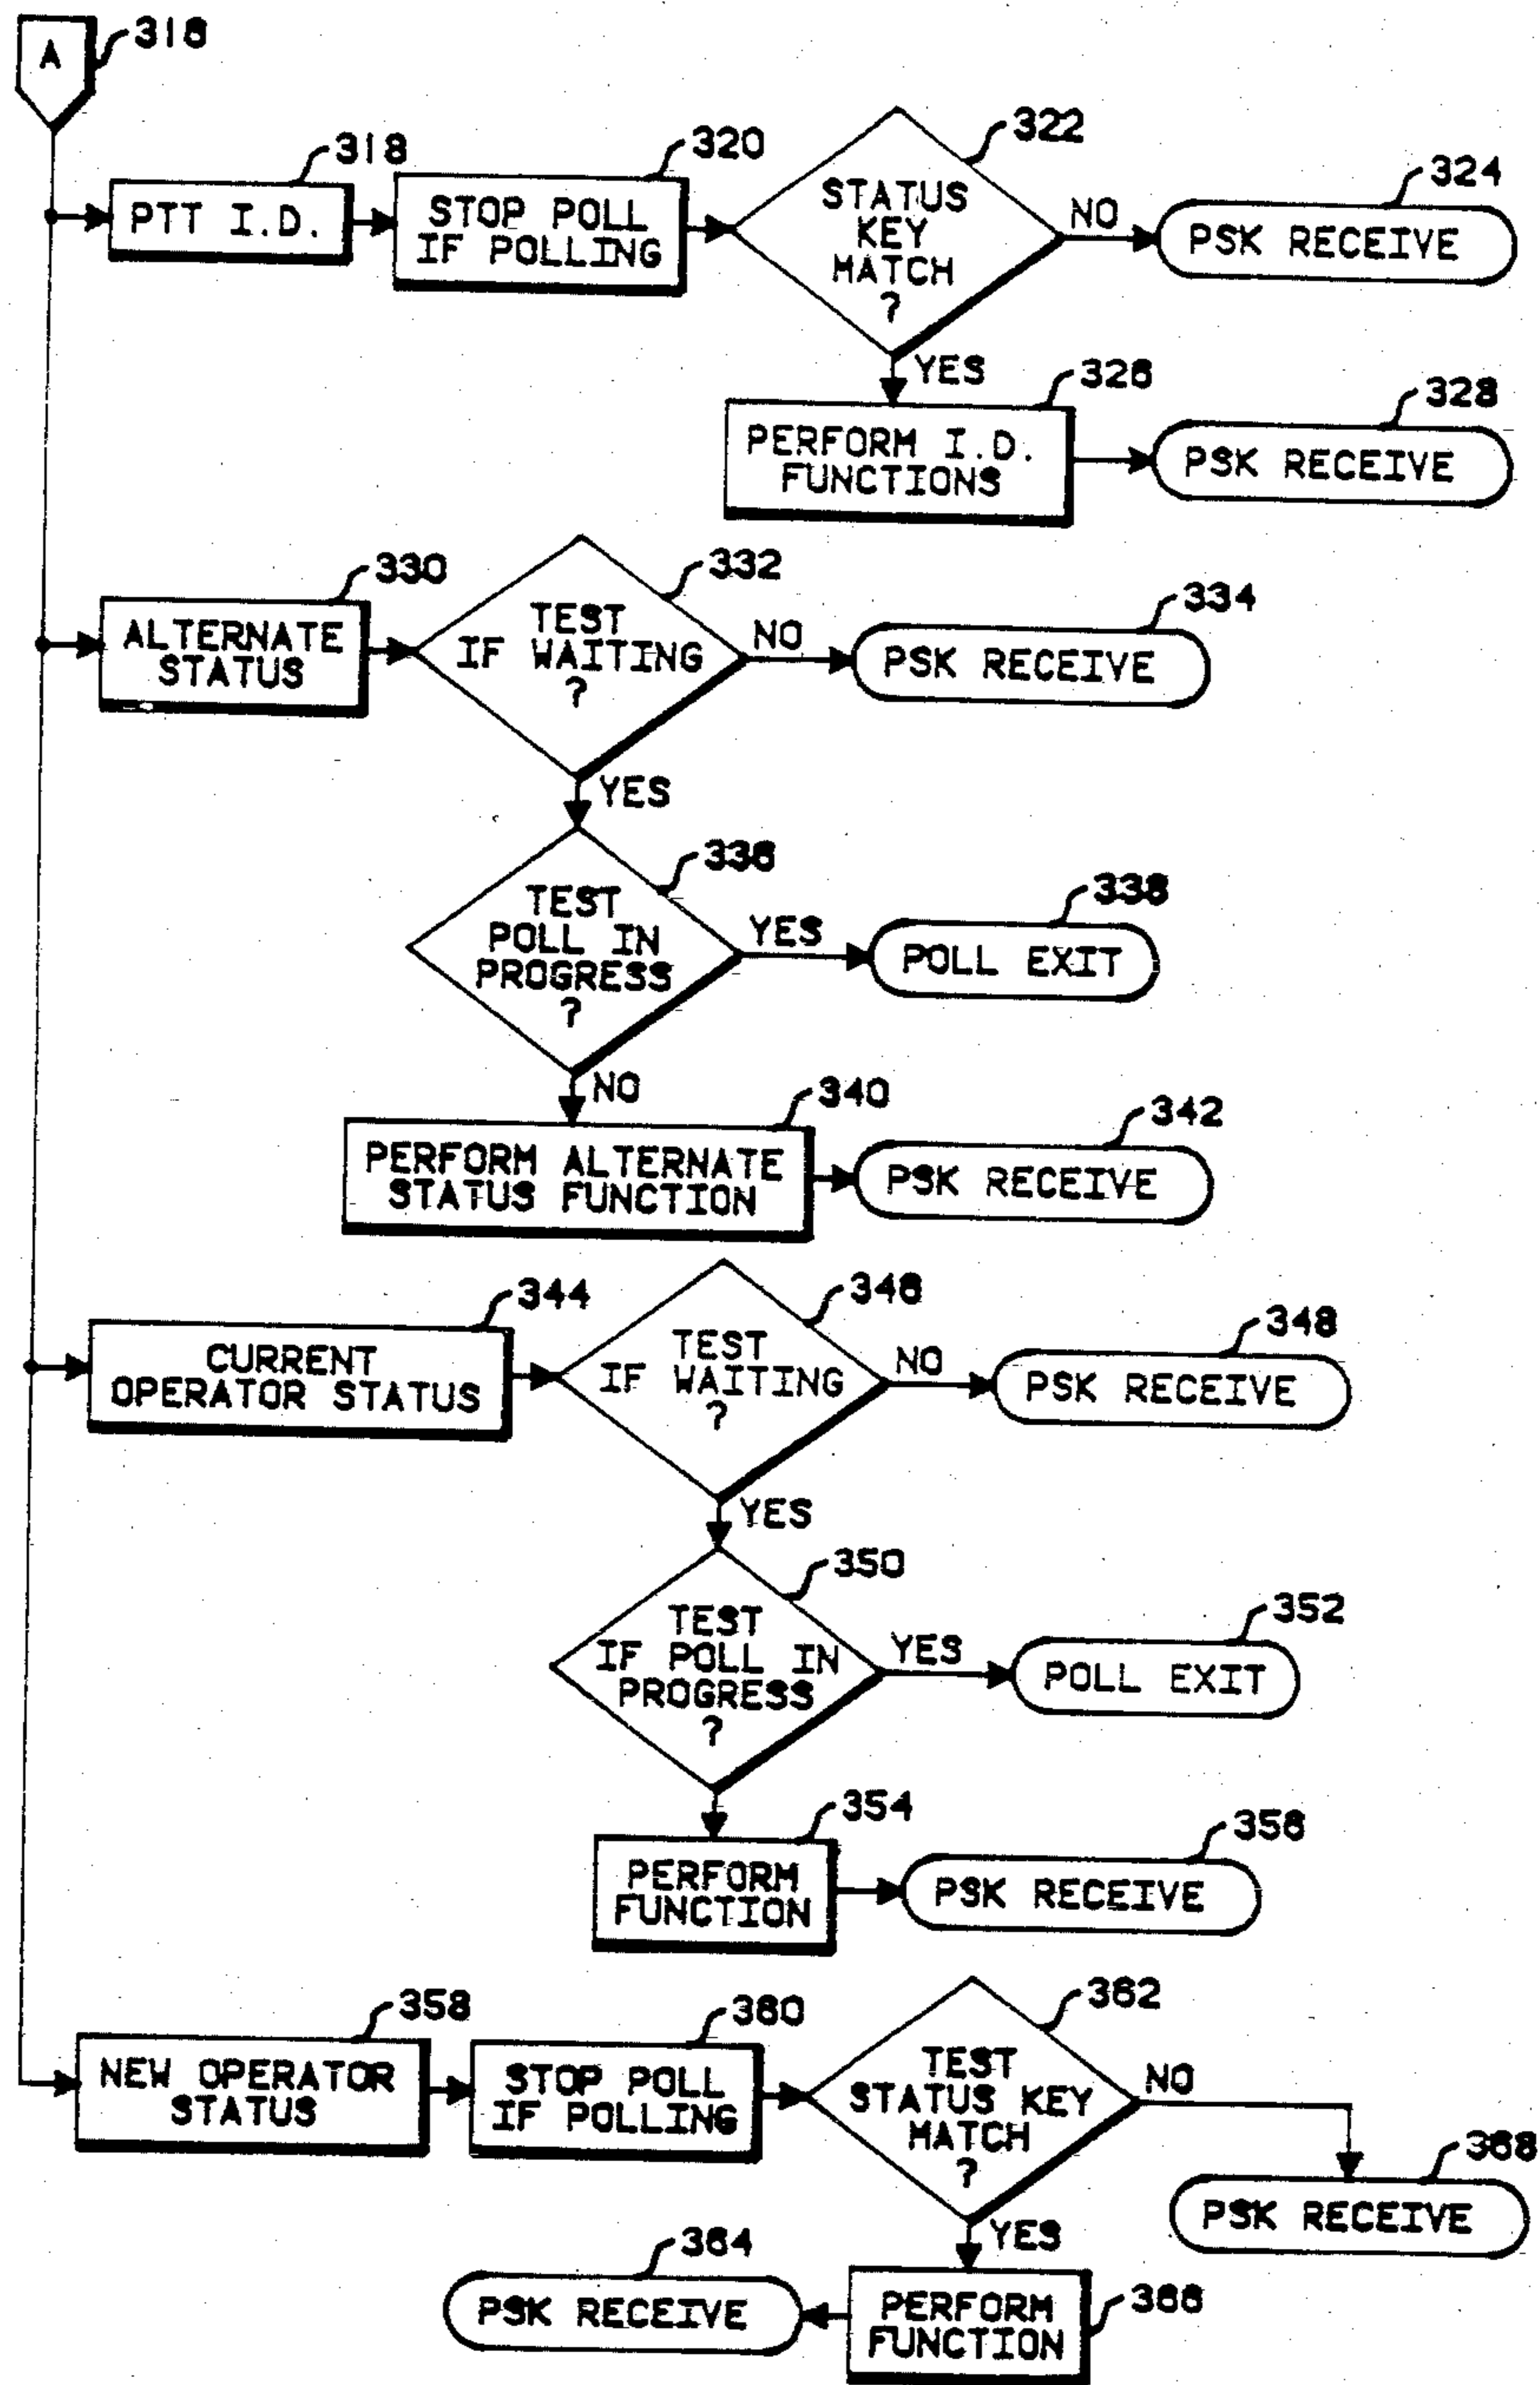 A
316
318
PTT I.D.
320
STOP POLL
IF POLLING
322
STATUS
KEY
MATCH
?
NO
324
PSK RECEIVE
YES
326
PERFORM I.D.
FUNCTIONS
328
PSK RECEIVE
330
ALTERNATE
STATUS
332
TEST
IF WAITING
?
NO
334
PSK RECEIVE
YES
336
TEST
POLL IN
PROGRESS
?
YES
338
POLL EXIT
NO
340
PERFORM ALTERNATE
STATUS FUNCTION
342
PSK RECEIVE
344
CURRENT
OPERATOR STATUS
346
TEST
IF WAITING
?
NO
348
PSK RECEIVE
YES
350
TEST
IF POLL IN
PROGRESS
?
YES
352
POLL EXIT
354
PERFORM
FUNCTION
356
PSK RECEIVE
358
NEW OPERATOR
STATUS
360
STOP POLL
IF POLLING
362
TEST
STATUS KEY
MATCH
?
NO
368
PSK RECEIVE
YES
364
PSK RECEIVE
366
PERFORM
FUNCTION